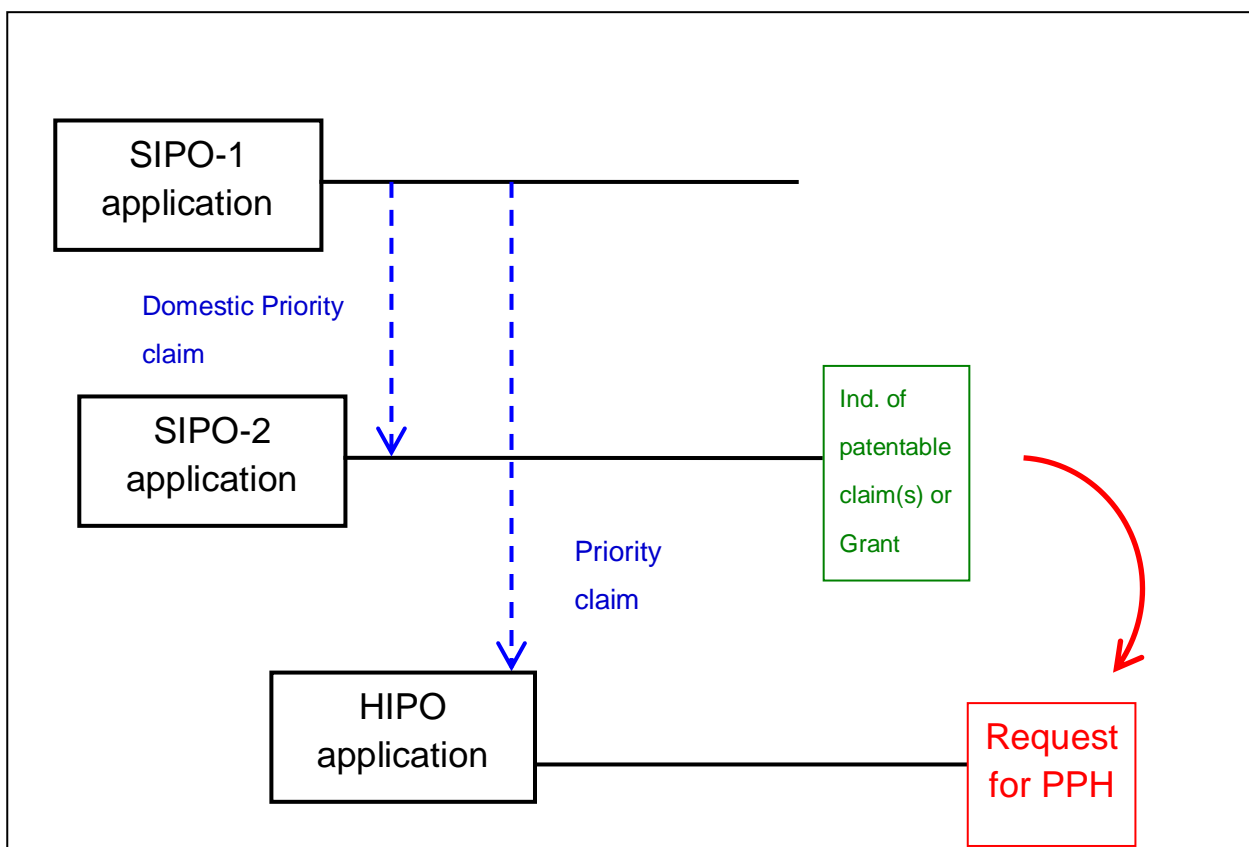 SIPO-1
application
Domestic Priority
claim
SIPO-2
application
Ind. of
patentable
claim(s) or
Grant
Priority
claim
HIPO
application
Request
for PPH